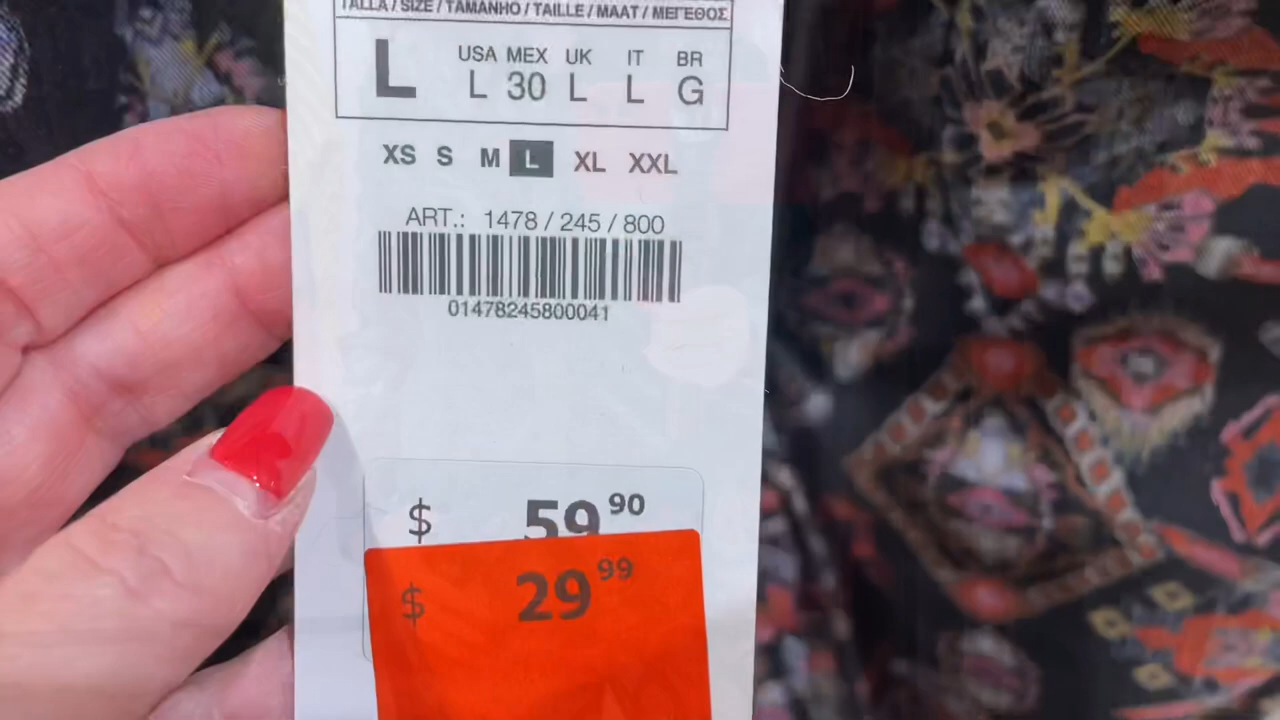 TALLA / SIZE / TAMANHO / TAILLE / MAAT / ΜΕΓΕΘΟΣ
L USA MEX UK IT BR
L 30 L L G
XS S M L XL XXL
ART.: 1478 / 245 / 800
01478245800041
$ 59 90
$ 29 99